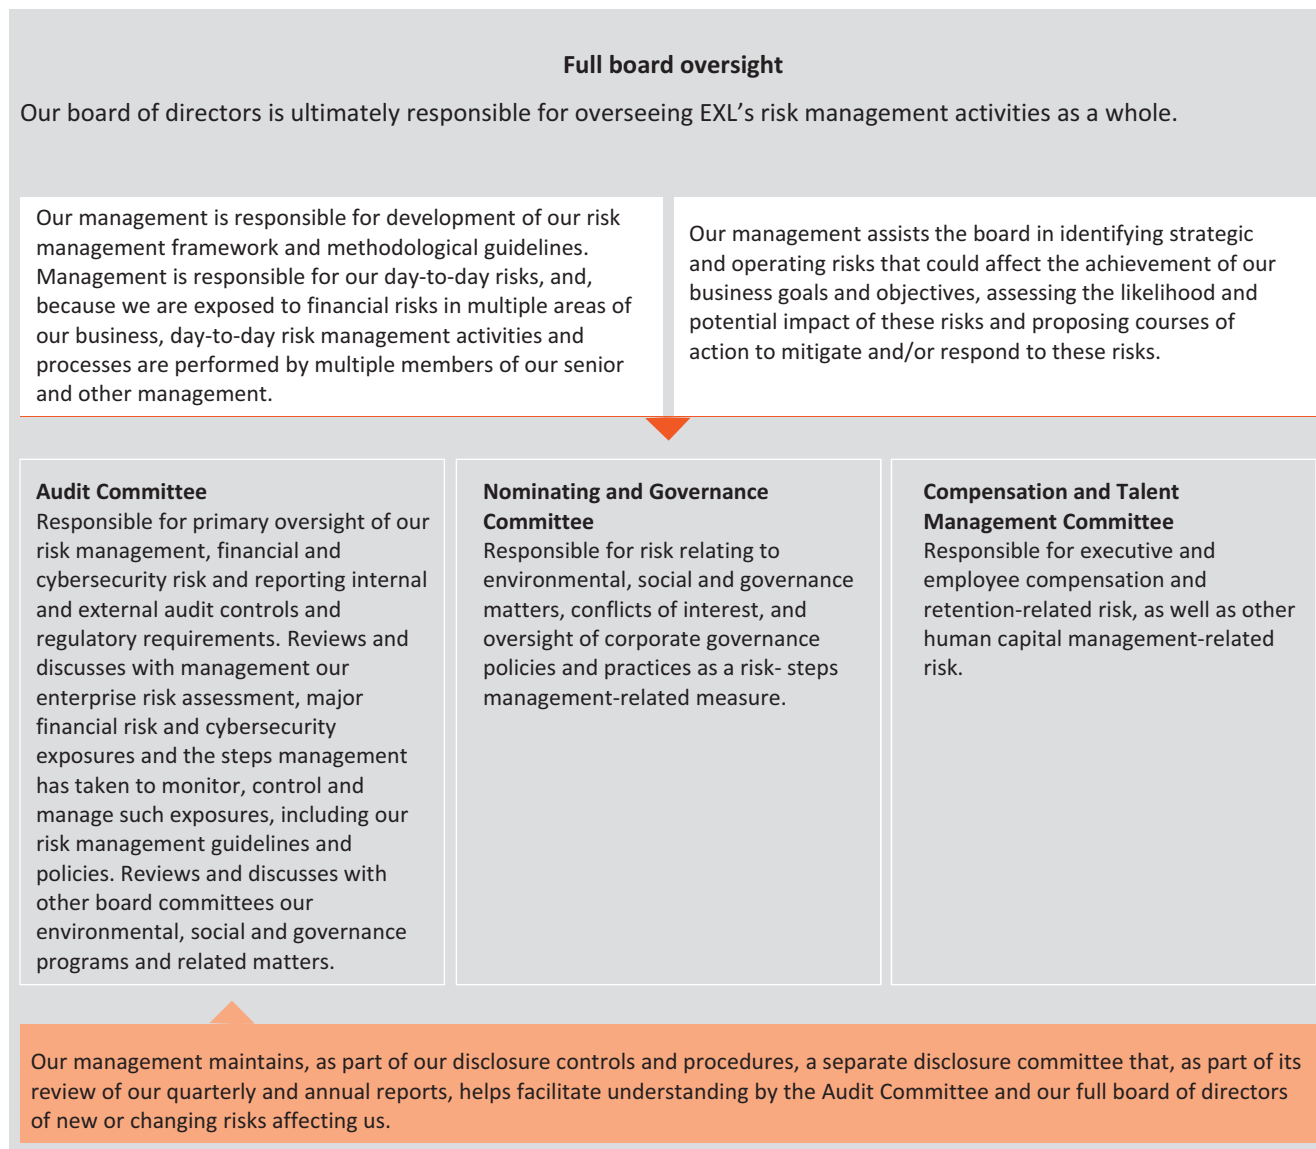 Full board oversight
Our board of directors is ultimately responsible for overseeing EXL’s risk management activities as a whole.
Our management is responsible for development of our risk
management framework and methodological guidelines.
Management is responsible for our day-to-day risks, and,
because we are exposed to financial risks in multiple areas of
our business, day-to-day risk management activities and
processes are performed by multiple members of our senior
and other management.
Our management assists the board in identifying strategic
and operating risks that could affect the achievement of our
business goals and objectives, assessing the likelihood and
potential impact of these risks and proposing courses of
action to mitigate and/or respond to these risks.
Audit Committee
Responsible for primary oversight of our
risk management, financial and
cybersecurity risk and reporting internal
and external audit controls and
regulatory requirements. Reviews and
discusses with management our
enterprise risk assessment, major
financial risk and cybersecurity
exposures and the steps management
has taken to monitor, control and
manage such exposures, including our
risk management guidelines and
policies. Reviews and discusses with
other board committees our
environmental, social and governance
programs and related matters.
Nominating and Governance
Committee
Responsible for risk relating to
environmental, social and governance
matters, conflicts of interest, and
oversight of corporate governance
policies and practices as a risk- steps
management-related measure.
Compensation and Talent
Management Committee
Responsible for executive and
employee compensation and
retention-related risk, as well as other
human capital management-related
risk.
Our management maintains, as part of our disclosure controls and procedures, a separate disclosure committee that, as part of its
review of our quarterly and annual reports, helps facilitate understanding by the Audit Committee and our full board of directors
of new or changing risks affecting us.